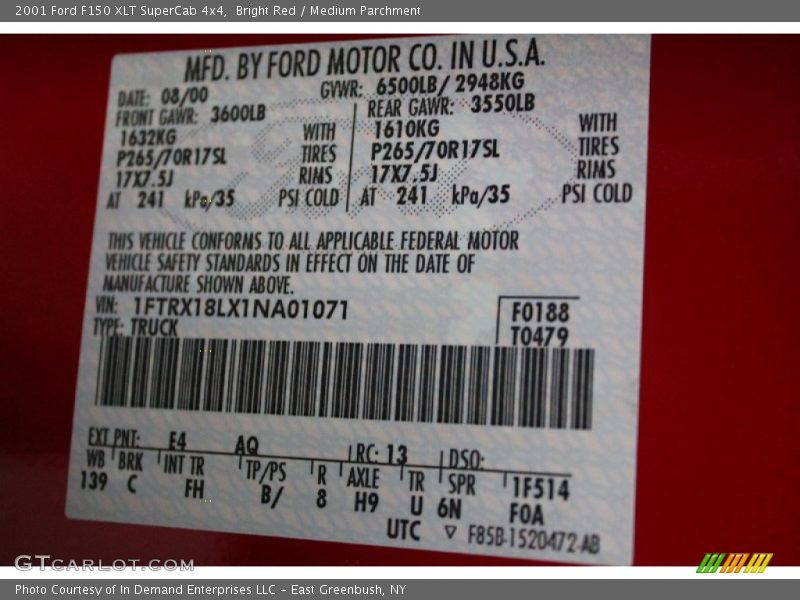 2001 Ford F150 XLT SuperCab 4x4,  Bright Red / Medium Parchment
MFD. BY FORD MOTOR CO. IN U.S.A.
DATE: 08/00 GVWR: 6500LB/ 2948KG
FRONT GAWR: 3600LB REAR GAWR: 3550LB
1632KG WITH 1610KG WITH
P265/70R17SL TIRES P265/70R17SL TIRES
17X7.5J RIMS 17X7.5J RIMS
AT 241 kPa/35 PSI COLD AT 241 kPa/35 PSI COLD
THIS VEHICLE CONFORMS TO ALL APPLICABLE FEDERAL MOTOR
VEHICLE SAFETY STANDARDS IN EFFECT ON THE DATE OF
MANUFACTURE SHOWN ABOVE.
VIN: 1FTRX18LX1NA01071 F0188
TYPE: TRUCK T0479
EXT PNT: E4 AQ RC: 13 DSO:
WB BRK INT TR TP/PS R AXLE TR SPR 1F514
139 C FH B/ 8 H9 U 6N F0A
UTC ▽ F85B-1520472-AB
GTCARLOT.COM
Photo Courtesy of In Demand Enterprises LLC – East Greenbush, NY